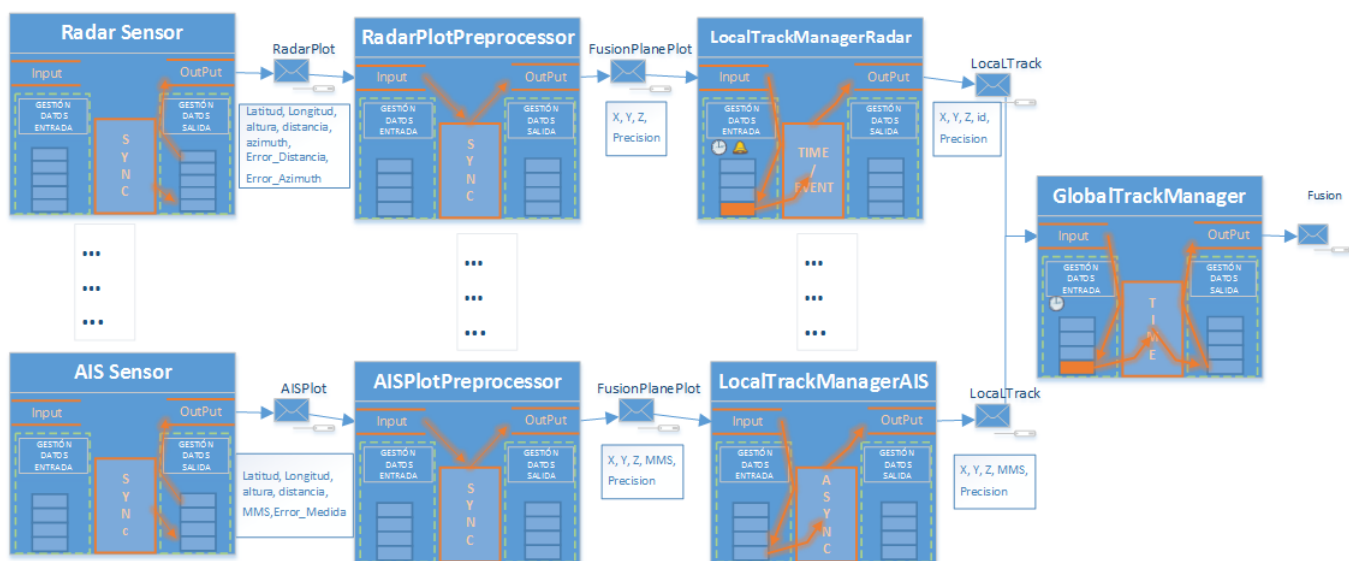 Radar Sensor
Input
OutPut
GESTIÓN
DATOS
ENTRADA
GESTIÓN
DATOS
SALIDA
SYNC
...
...
...
RadarPlot
Latitud, Longitud,
altura, distancia,
azimuth,
Error_Distancia,
Error_Azimuth
RadarPlotPreprocessor
Input
OutPut
GESTIÓN
DATOS
ENTRADA
GESTIÓN
DATOS
SALIDA
SYNC
...
...
...
FusionPlanePlot
X, Y, Z,
Precision
LocalTrackManagerRadar
Input
OutPut
GESTIÓN
DATOS
ENTRADA
GESTIÓN
DATOS
SALIDA
TIME
/
EVENT
...
...
...
LocaLTrack
X, Y, Z, id,
Precision
GlobalTrackManager
Input
OutPut
GESTIÓN
DATOS
ENTRADA
GESTIÓN
DATOS
SALIDA
TIME
Fusion
AIS Sensor
Input
OutPut
GESTIÓN
DATOS
ENTRADA
GESTIÓN
DATOS
SALIDA
SYNc
AISPlot
Latitud, Longitud,
altura, distancia,
MMS,Error_Medida
AISPlotPreprocessor
Input
OutPut
GESTIÓN
DATOS
ENTRADA
GESTIÓN
DATOS
SALIDA
SYNC
FusionPlanePlot
X, Y, Z, MMS,
Precision
LocalTrackManagerAIS
Input
OutPut
GESTIÓN
DATOS
ENTRADA
GESTIÓN
DATOS
SALIDA
ASYNC
LocaLTrack
X, Y, Z, MMS,
Precision